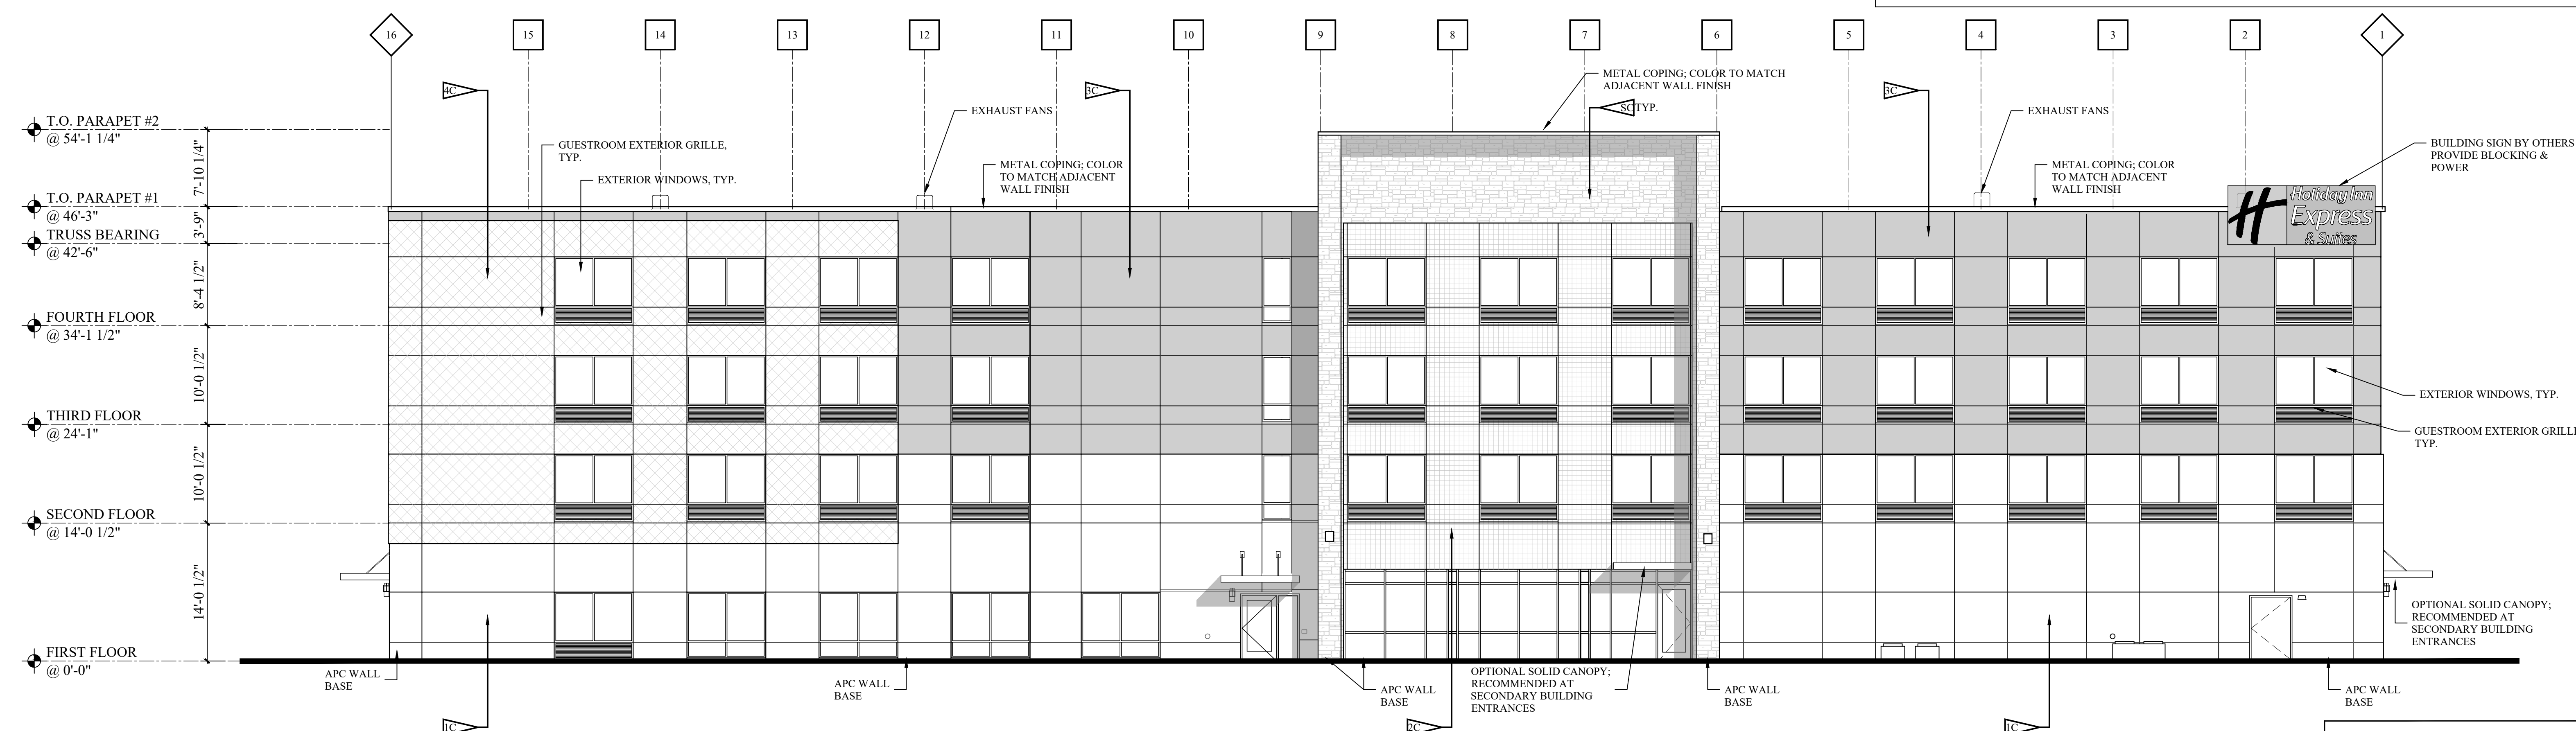 16
15
14
13
12
11
10
9
8
7
6
5
4
3
2
1
4C
3C
SC TYP.
3C
METAL COPING; COLOR TO MATCH
ADJACENT WALL FINISH
EXHAUST FANS
EXHAUST FANS
T.O. PARAPET #2
@ 54'-1 1/4"
7'-10 1/4"
GUESTROOM EXTERIOR GRILLE,
TYP.
EXTERIOR WINDOWS, TYP.
METAL COPING; COLOR
TO MATCH ADJACENT
WALL FINISH
METAL COPING; COLOR
TO MATCH ADJACENT
WALL FINISH
BUILDING SIGN BY OTHERS
PROVIDE BLOCKING &
POWER
Holiday Inn
Express
& Suites
T.O. PARAPET #1
@ 46'-3"
3'-9"
TRUSS BEARING
@ 42'-6"
8'-4 1/2"
FOURTH FLOOR
@ 34'-1 1/2"
10'-0 1/2"
THIRD FLOOR
@ 24'-1"
10'-0 1/2"
SECOND FLOOR
@ 14'-0 1/2"
14'-0 1/2"
FIRST FLOOR
@ 0'-0"
EXTERIOR WINDOWS, TYP.
GUESTROOM EXTERIOR GRILLE
TYP.
OPTIONAL SOLID CANOPY;
RECOMMENDED AT
SECONDARY BUILDING
ENTRANCES
APC WALL
BASE
APC WALL
BASE
APC WALL
BASE
OPTIONAL SOLID CANOPY;
RECOMMENDED AT
SECONDARY BUILDING
ENTRANCES
APC WALL
BASE
APC WALL
BASE
1C
2C
1C